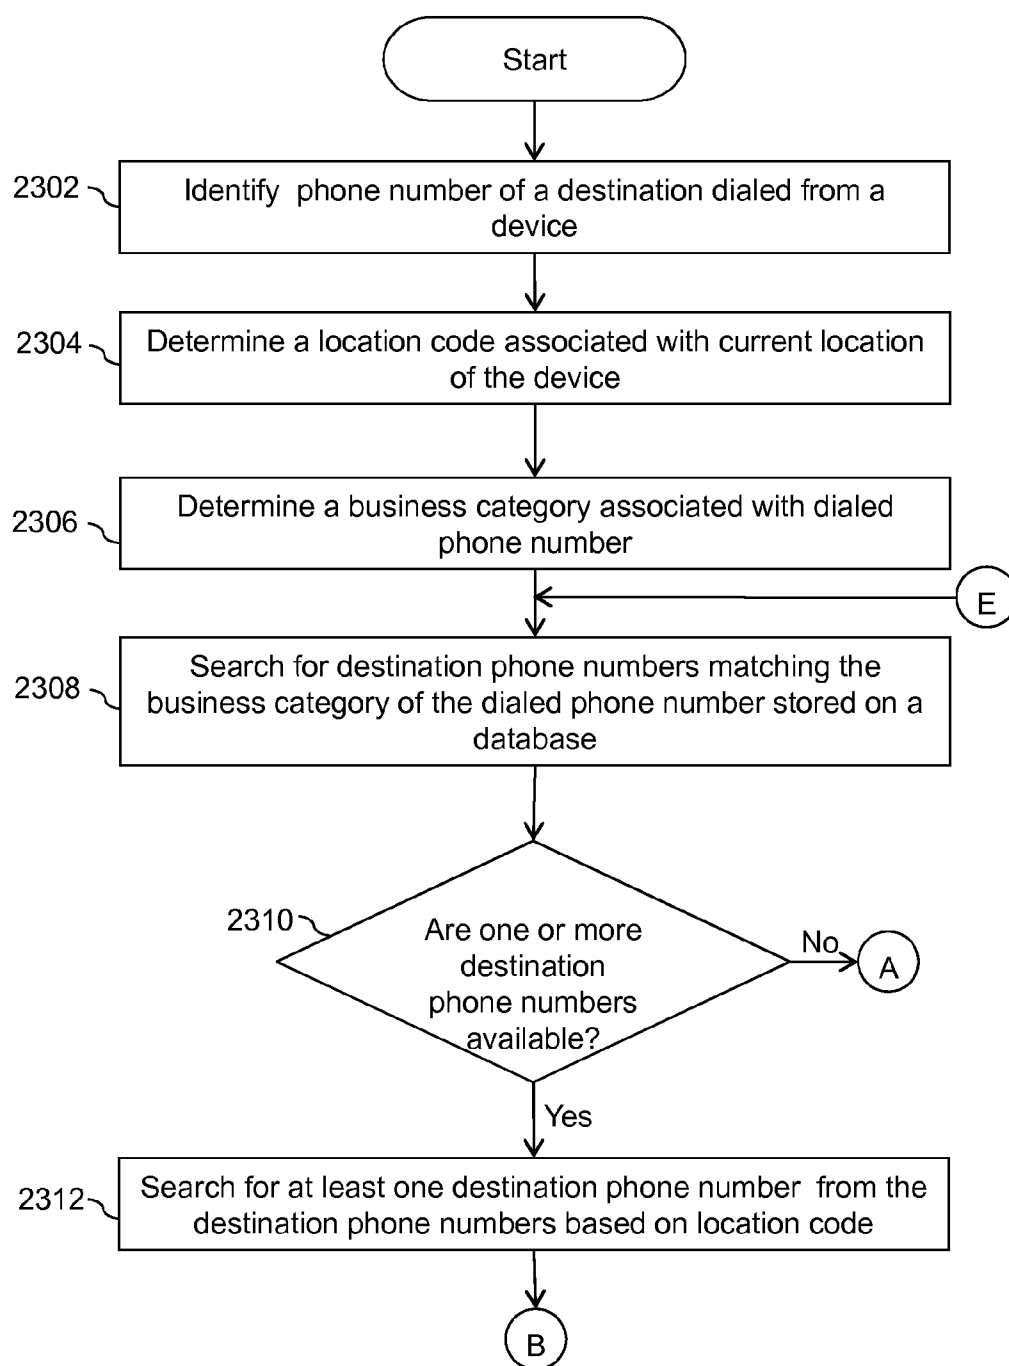 Start
2302
Identify phone number of a destination dialed from a
device
2304
Determine a location code associated with current location
of the device
2306
Determine a business category associated with dialed
phone number
E
2308
Search for destination phone numbers matching the
business category of the dialed phone number stored on a
database
2310
Are one or more
destination
phone numbers
available?
No
A
Yes
2312
Search for at least one destination phone number from the
destination phone numbers based on location code
B